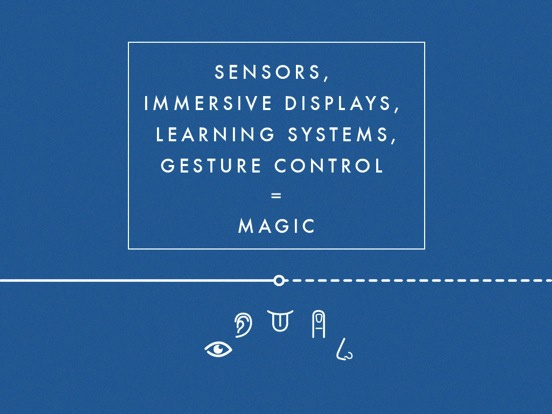 SENSORS,
IMMERSIVE DISPLAYS,
LEARNING SYSTEMS,
GESTURE CONTROL
=
MAGIC